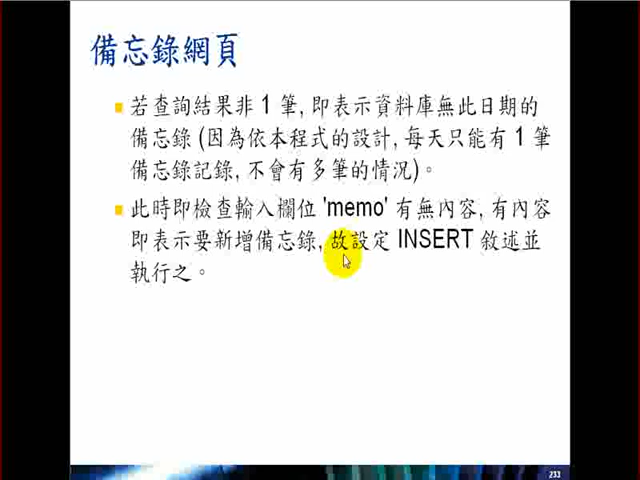 備忘錄網頁
若查詢結果非 1 筆, 即表示資料庫無此日期的
備忘錄 (因為依本程式的設計, 每天只能有 1 筆
備忘錄記錄, 不會有多筆的情況)。
此時即檢查輸入欄位 'memo' 有無內容, 有內容
即表示要新增備忘錄, 故設定 INSERT 敘述並
執行之。
233